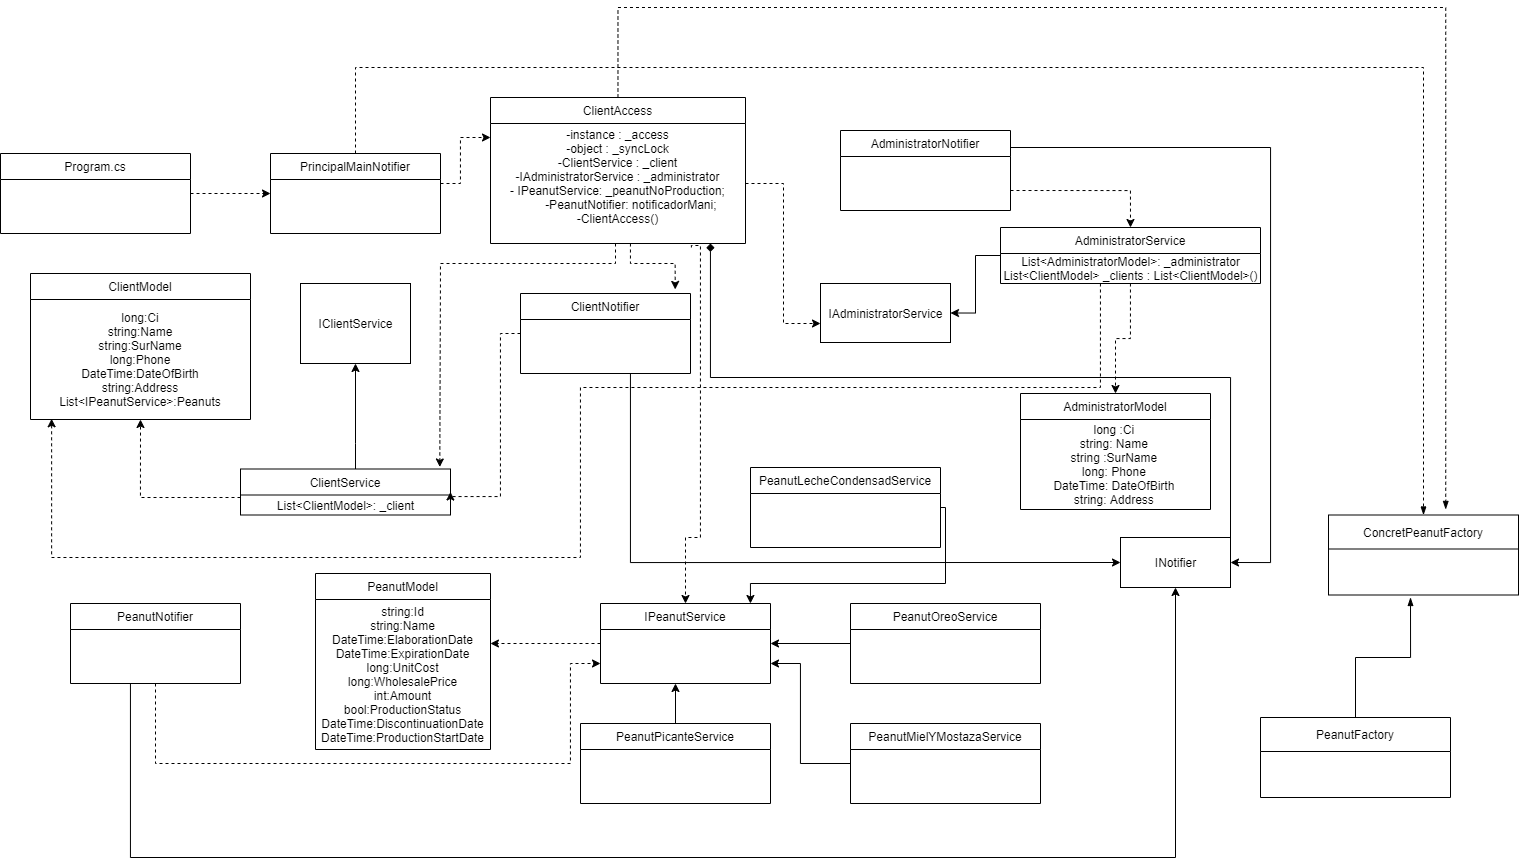 ClientAccess
-instance : _access
-object : _syncLock
-ClientService : _client
-IAdministratorService : _administrator
- IPeanutService: _peanutNoProduction;
-PeanutNotifier: notificadorMani;
-ClientAccess()
AdministratorNotifier
Program.cs
PrincipalMainNotifier
AdministratorService
List<AdministratorModel>: _administrator
List<ClientModel> _clients : List<ClientModel>()
ClientModel
long:Ci
string:Name
string:SurName
long:Phone
DateTime:DateOfBirth
string:Address
List<IPeanutService>:Peanuts
IClientService
ClientNotifier
IAdministratorService
AdministratorModel
long :Ci
string: Name
string :SurName
long: Phone
DateTime: DateOfBirth
string: Address
ClientService
List<ClientModel>: _client
PeanutLecheCondensadService
ConcretPeanutFactory
INotifier
PeanutModel
string:Id
string:Name
DateTime:ElaborationDate
DateTime:ExpirationDate
long:UnitCost
long:WholesalePrice
int:Amount
bool:ProductionStatus
DateTime:DiscontinuationDate
DateTime:ProductionStartDate
PeanutNotifier
IPeanutService
PeanutOreoService
PeanutPicanteService
PeanutMielYMostazaService
PeanutFactory